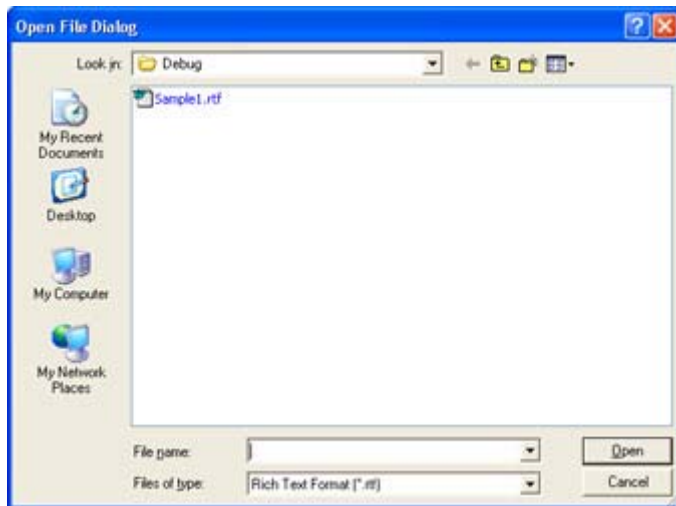 Open File Dialog
Look in:
Debug
Sample1.rtf
My Recent
Documents
Desktop
My Computer
My Network
Places
File name:
Open
Files of type:
Rich Text Format (*.rtf)
Cancel